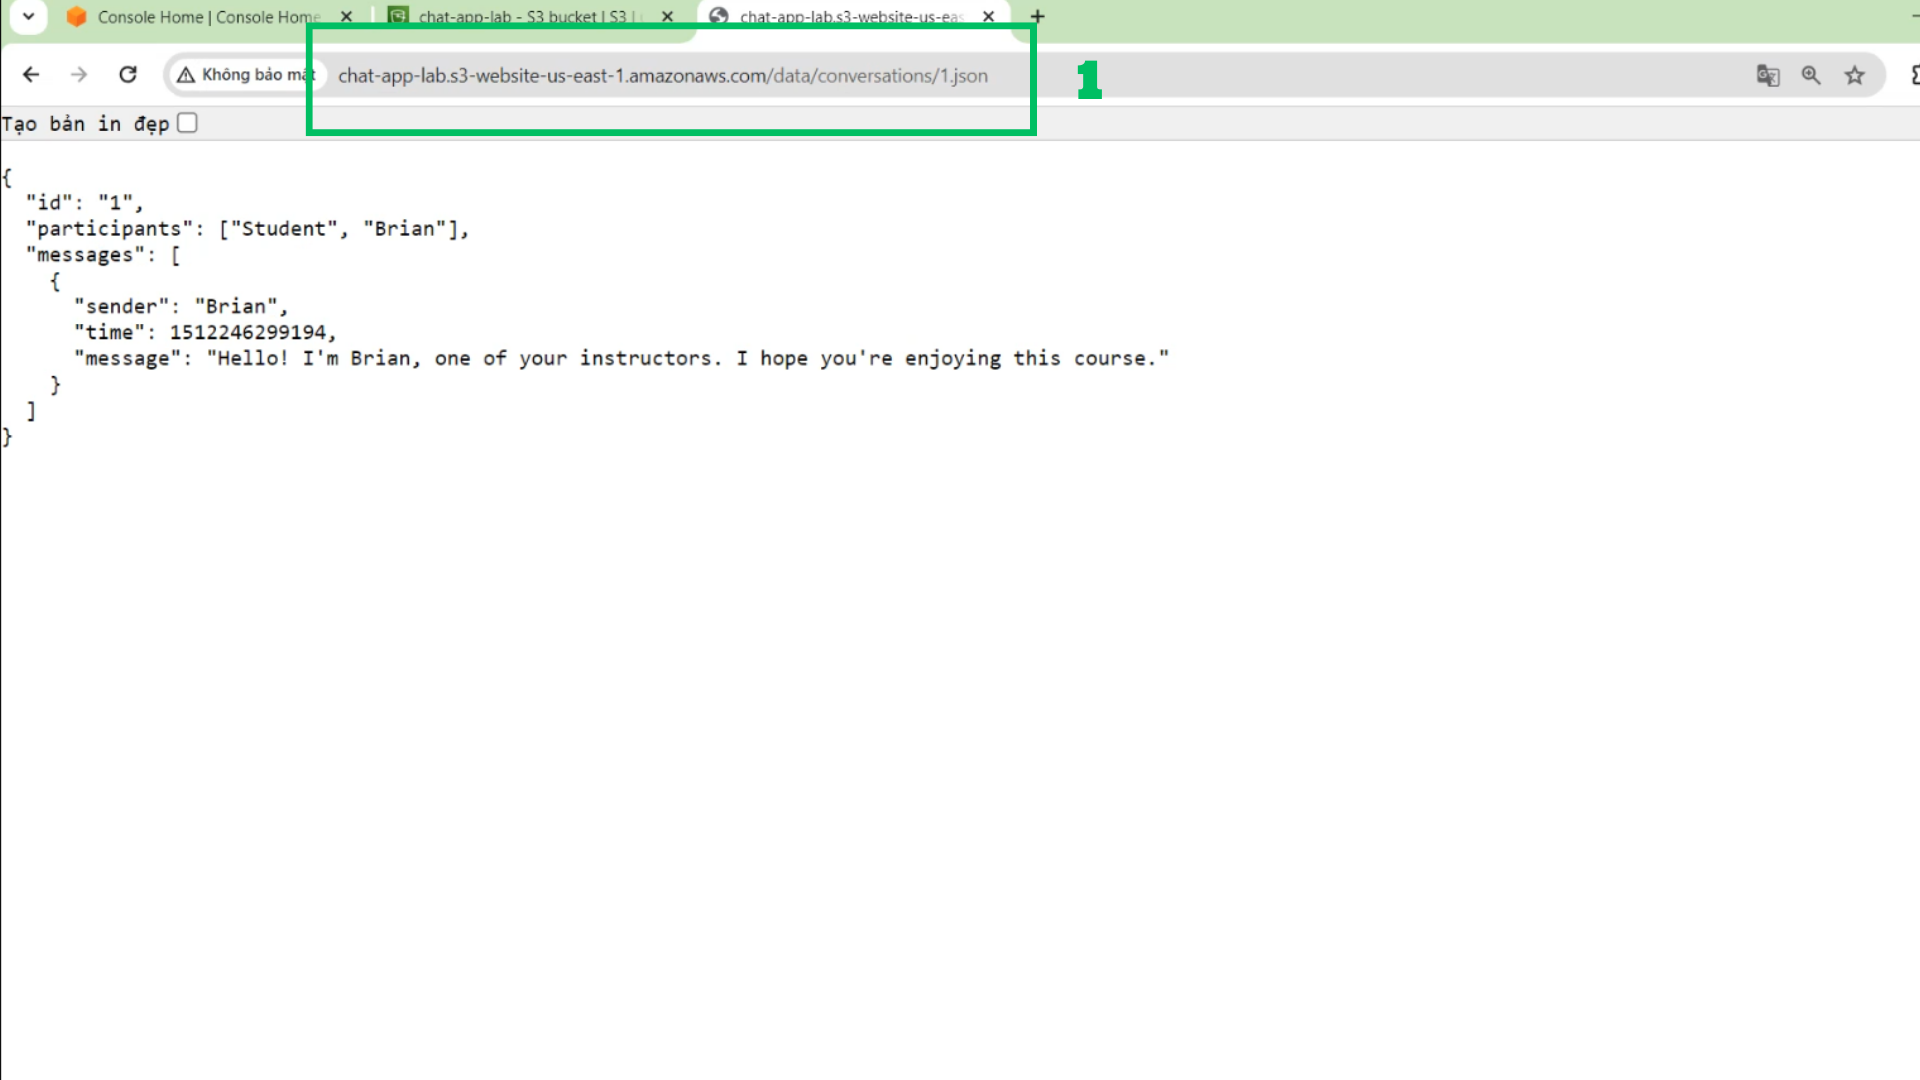 Console Home | Console Home
chat-app-lab - S3 bucket | S3 |
chat-app-lab.s3-website-us-eas
Không bảo mật
chat-app-lab.s3-website-us-east-1.amazonaws.com/data/conversations/1.json
1
Tạo bản in đẹp
{
"id": "1",
"participants": ["Student", "Brian"],
"messages": [
{
"sender": "Brian",
"time": 1512246299194,
"message": "Hello! I'm Brian, one of your instructors. I hope you're enjoying this course."
}
]
}